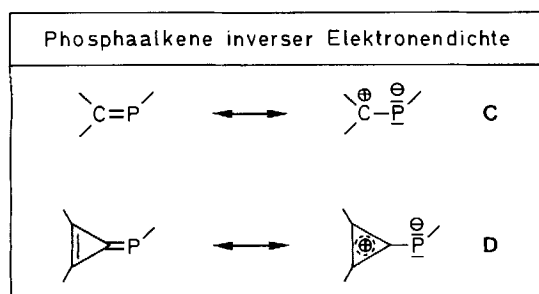 Phosphaalkene inverser Elektronendichte
C=P ⟷ C⊕–P⊖ C
=P ⟷ ⊕ –P⊖ D